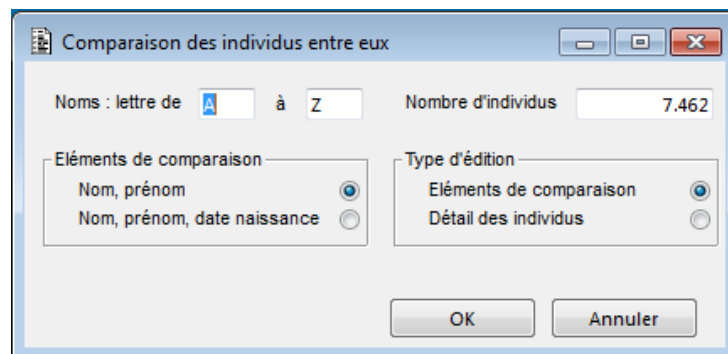 Comparaison des individus entre eux
Noms : lettre de A à Z Nombre d'individus 7.462
Eléments de comparaison Type d'édition
Nom, prénom Eléments de comparaison
Nom, prénom, date naissance Détail des individus
OK Annuler